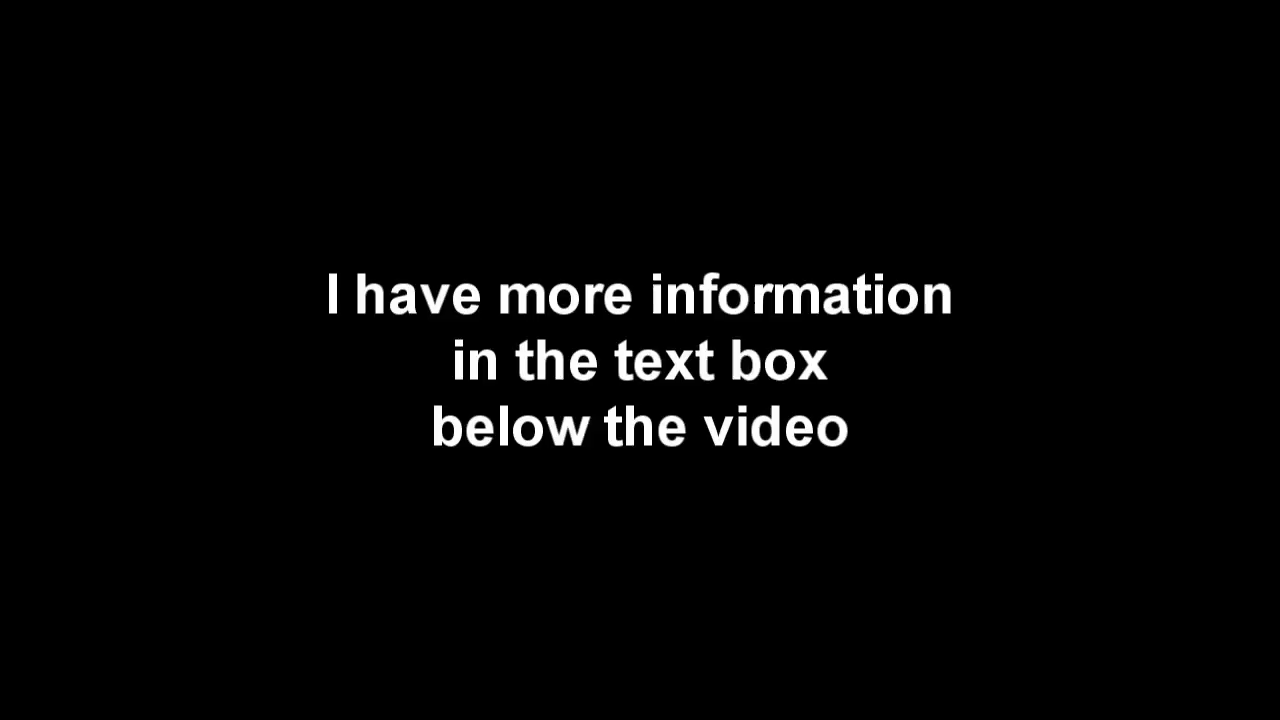 I have more information
in the text box
below the video